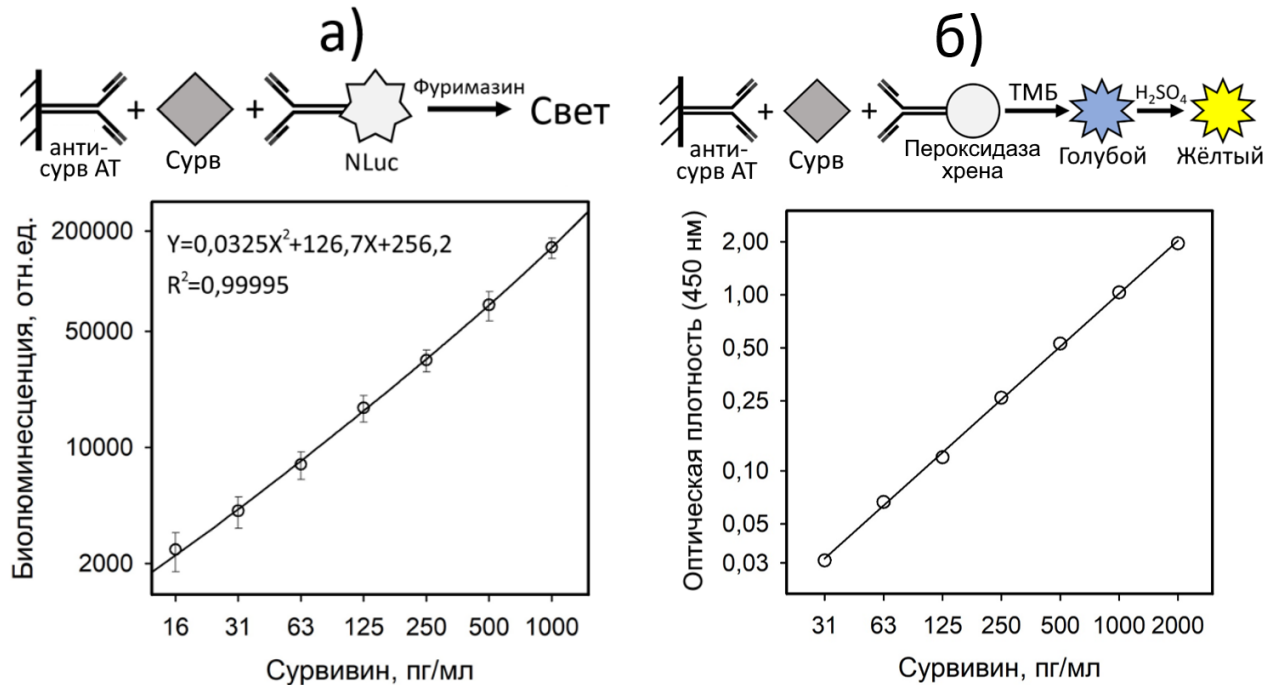 а)
Фуримазин
Свет
анти-
сурв АТ
Сурв
NLuc
Y=0,0325X²+126,7X+256,2
R²=0,99995
Биолюминесценция, отн.ед.
200000
50000
10000
2000
16 31 63 125 250 500 1000
Сурвивин, пг/мл
б)
ТМБ
H₂SO₄
анти-
сурв АТ
Сурв
Пероксидаза
хрена
Голубой
Жёлтый
Оптическая плотность (450 нм)
2,00
1,00
0,50
0,25
0,10
0,05
0,03
31 63 125 250 500 1000 2000
Сурвивин, пг/мл